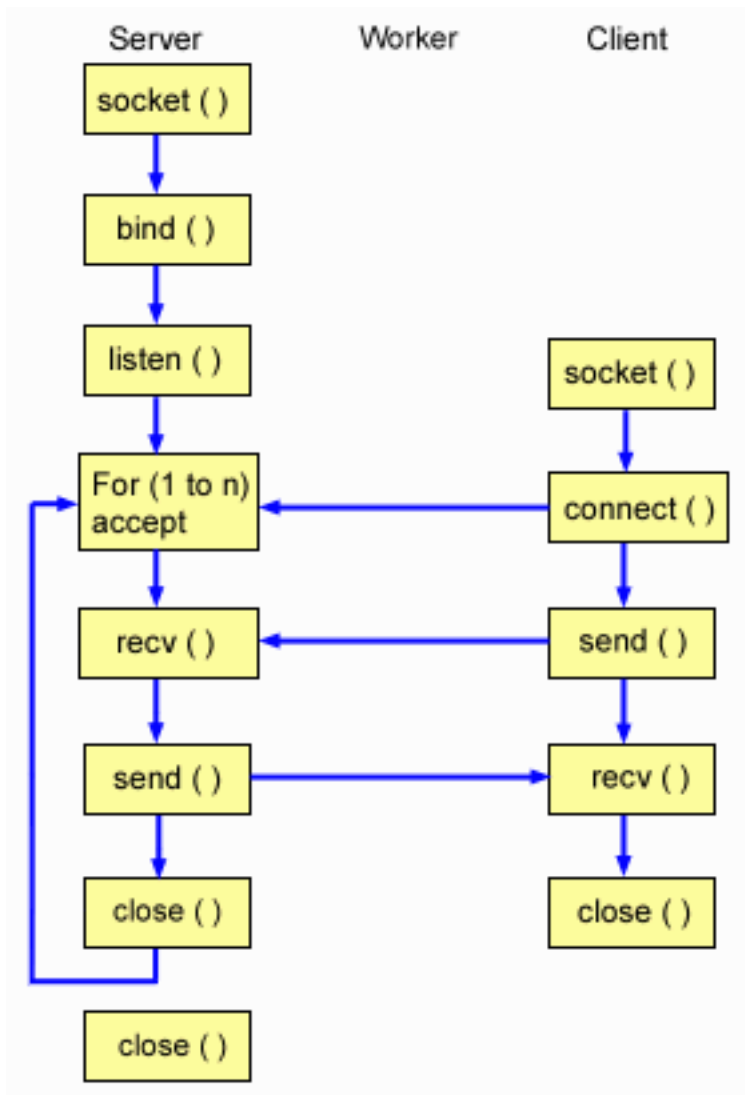 Server Worker Client
socket ( )
bind ( )
listen ( )
socket ( )
For (1 to n)
accept
connect ( )
recv ( )
send ( )
send ( )
recv ( )
close ( )
close ( )
close ( )